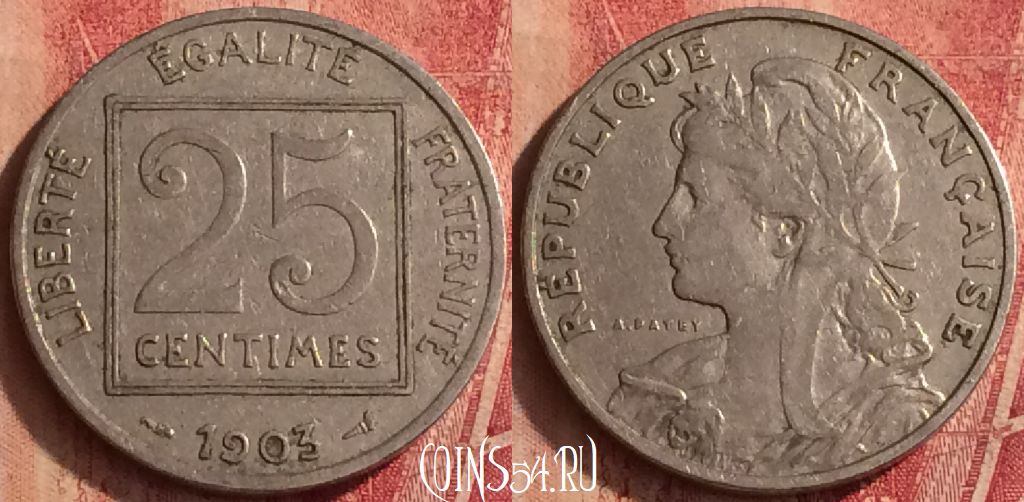 LIBERTÉ ÉGALITÉ FRATERNITÉ
25
CENTIMES
1903
RÉPUBLIQUE FRANÇAISE
A. PATEY
COINS54.RU